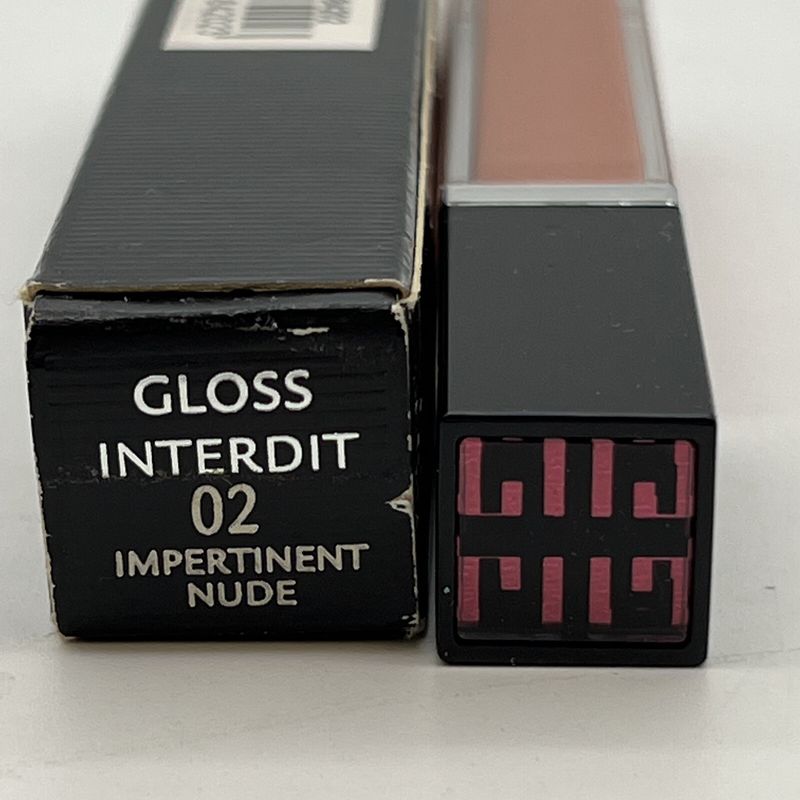 GLOSS
INTERDIT
02
IMPERTINENT
NUDE